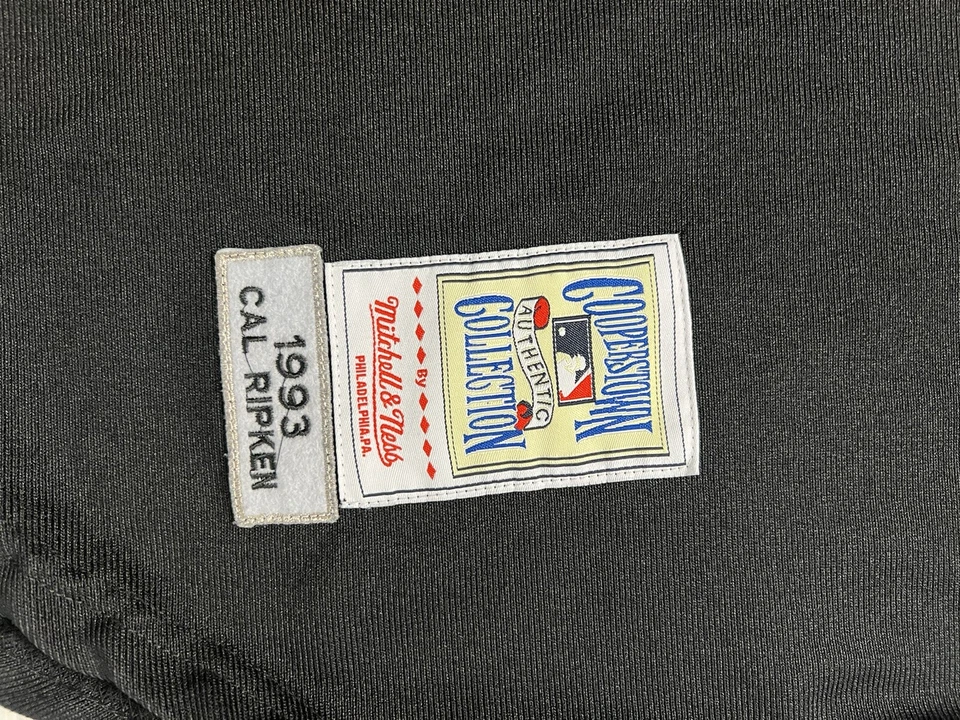 COOPERSTOWN
AUTHENTIC
COLLECTION
By
Mitchell & Ness
PHILADELPHIA, PA.
1993
CAL RIPKEN